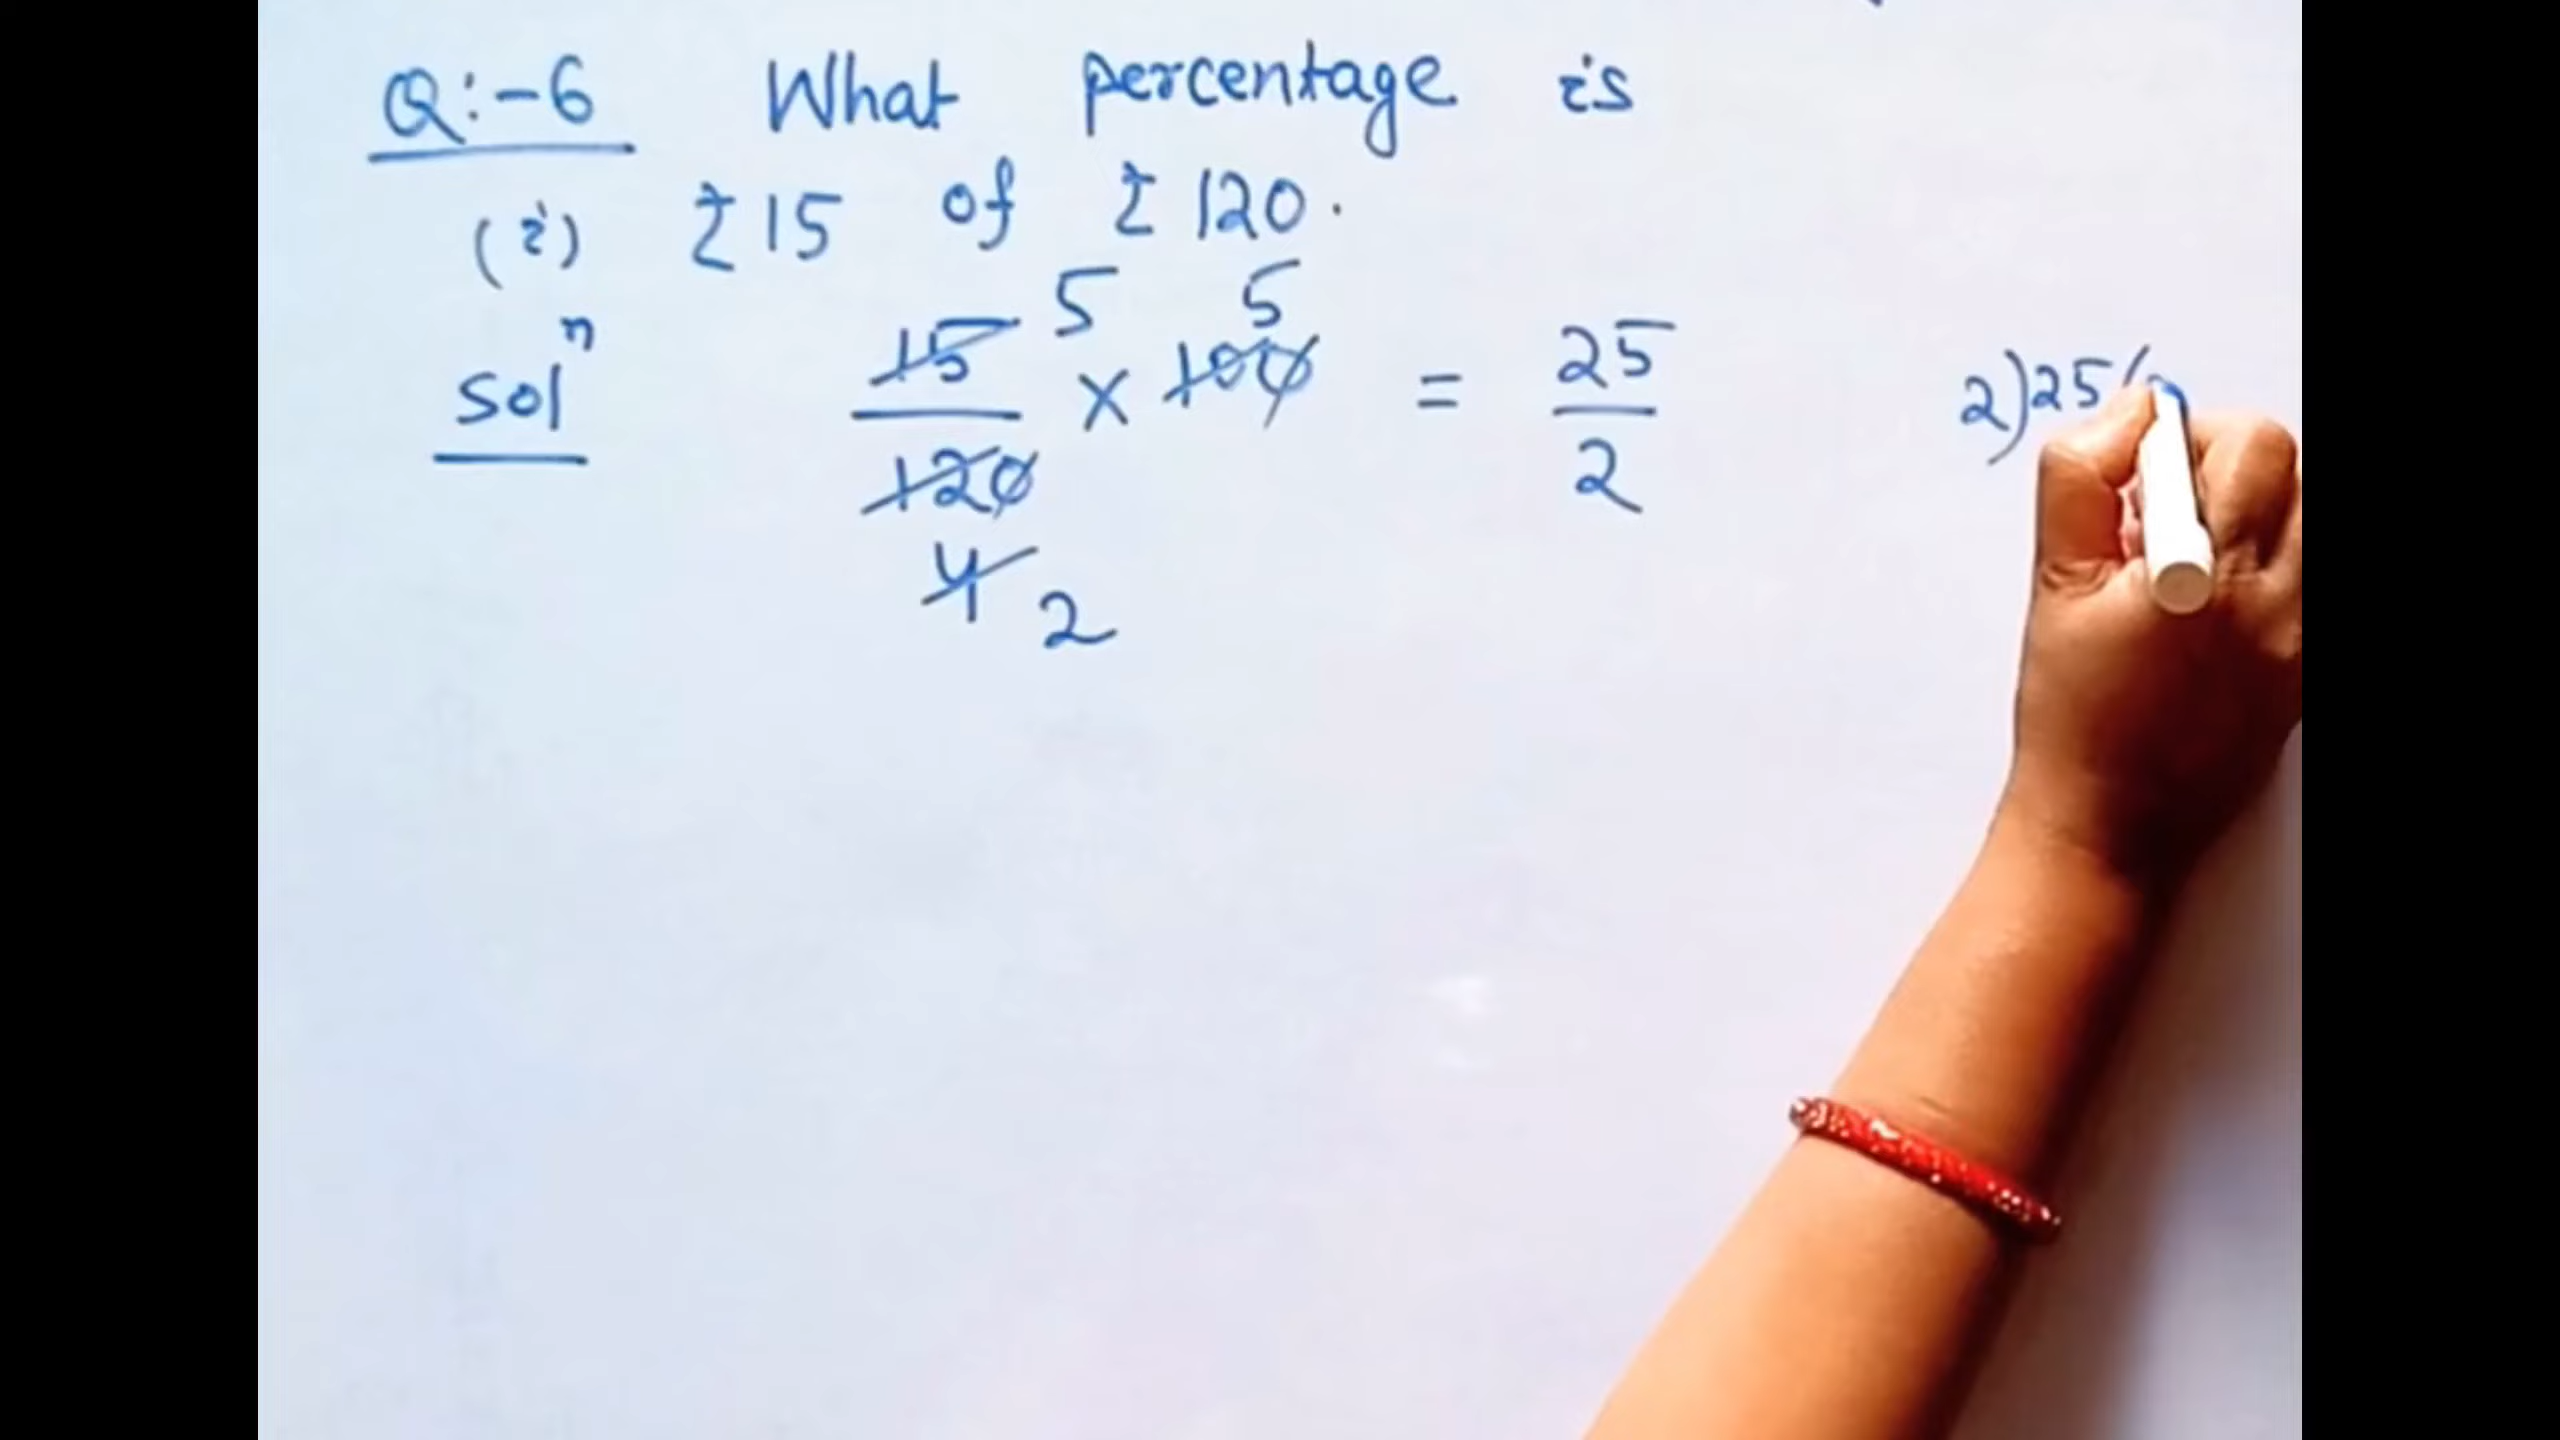 Q:-6 What percentage is
(i) ₹15 of ₹120.
5 5
solⁿ 15/120 × 100 = 25/2 2)25(
4 2